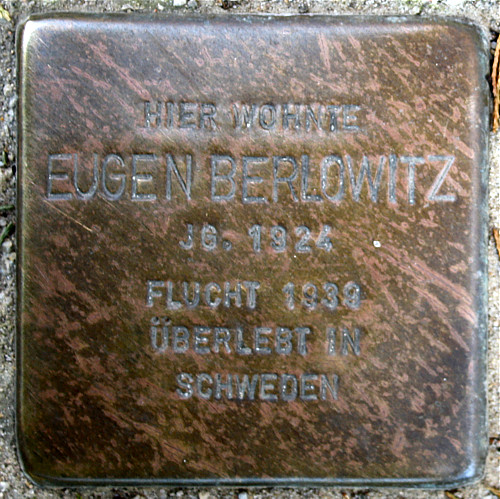 HIER WOHNTE
EUGEN BERLOWITZ
JG. 1924
FLUCHT 1939
ÜBERLEBT IN
SCHWEDEN